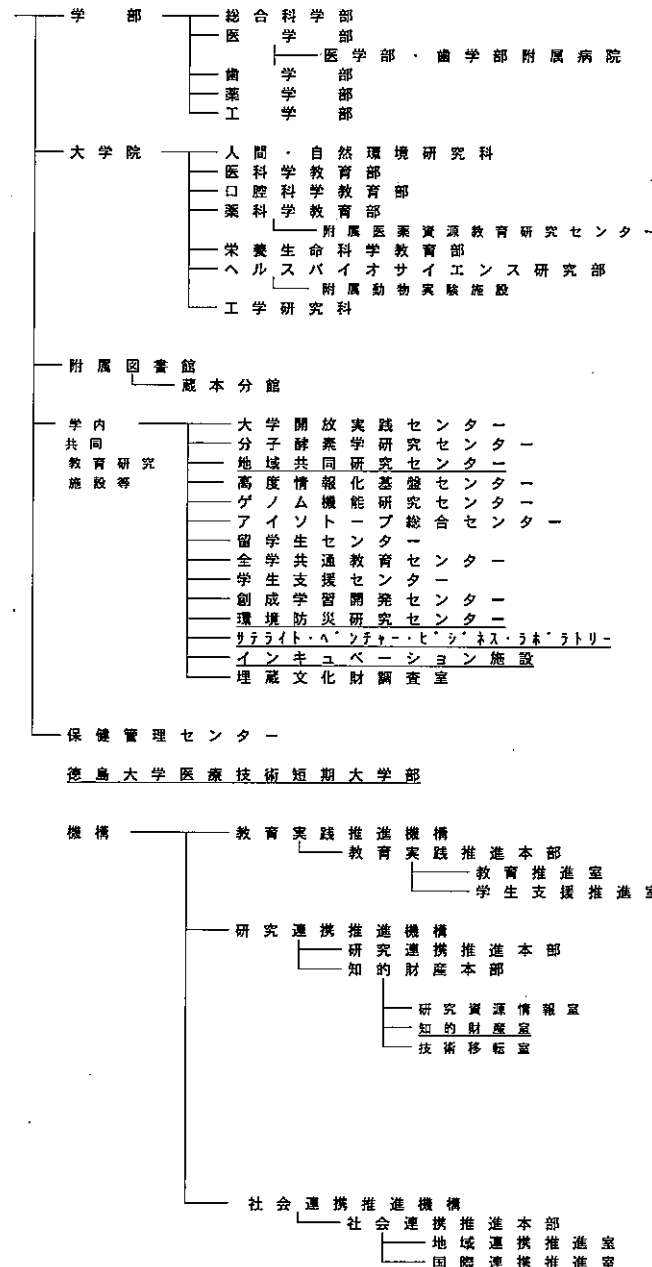 学部
総合科学部
医学部
医学部・歯学部附属病院
歯学部
薬学部
工学部
大学院
人間・自然環境研究科
医科学教育部
口腔科学教育部
薬科学教育部
附属医薬資源教育研究センター
栄養生命科学教育部
ヘルスバイオサイエンス研究部
附属動物実験施設
工学研究科
附属図書館
蔵本分館
学内
共同
教育研究
施設等
大学開放実践センター
分子酵素学研究センター
地域共同研究センター
高度情報化基盤センター
ゲノム機能研究センター
アイソトープ総合センター
留学生センター
全学共通教育センター
学生支援センター
創成学習開発センター
環境防災研究センター
サテライト・ベンチャー・ビジネス・ラボラトリー
インキュベーション施設
埋蔵文化財調査室
保健管理センター
徳島大学医療技術短期大学部
機構
教育実践推進機構
教育実践推進本部
教育推進室
学生支援推進室
研究連携推進機構
研究連携推進本部
知的財産本部
研究資源情報室
知的財産室
技術移転室
社会連携推進機構
社会連携推進本部
地域連携推進室
国際連携推進室